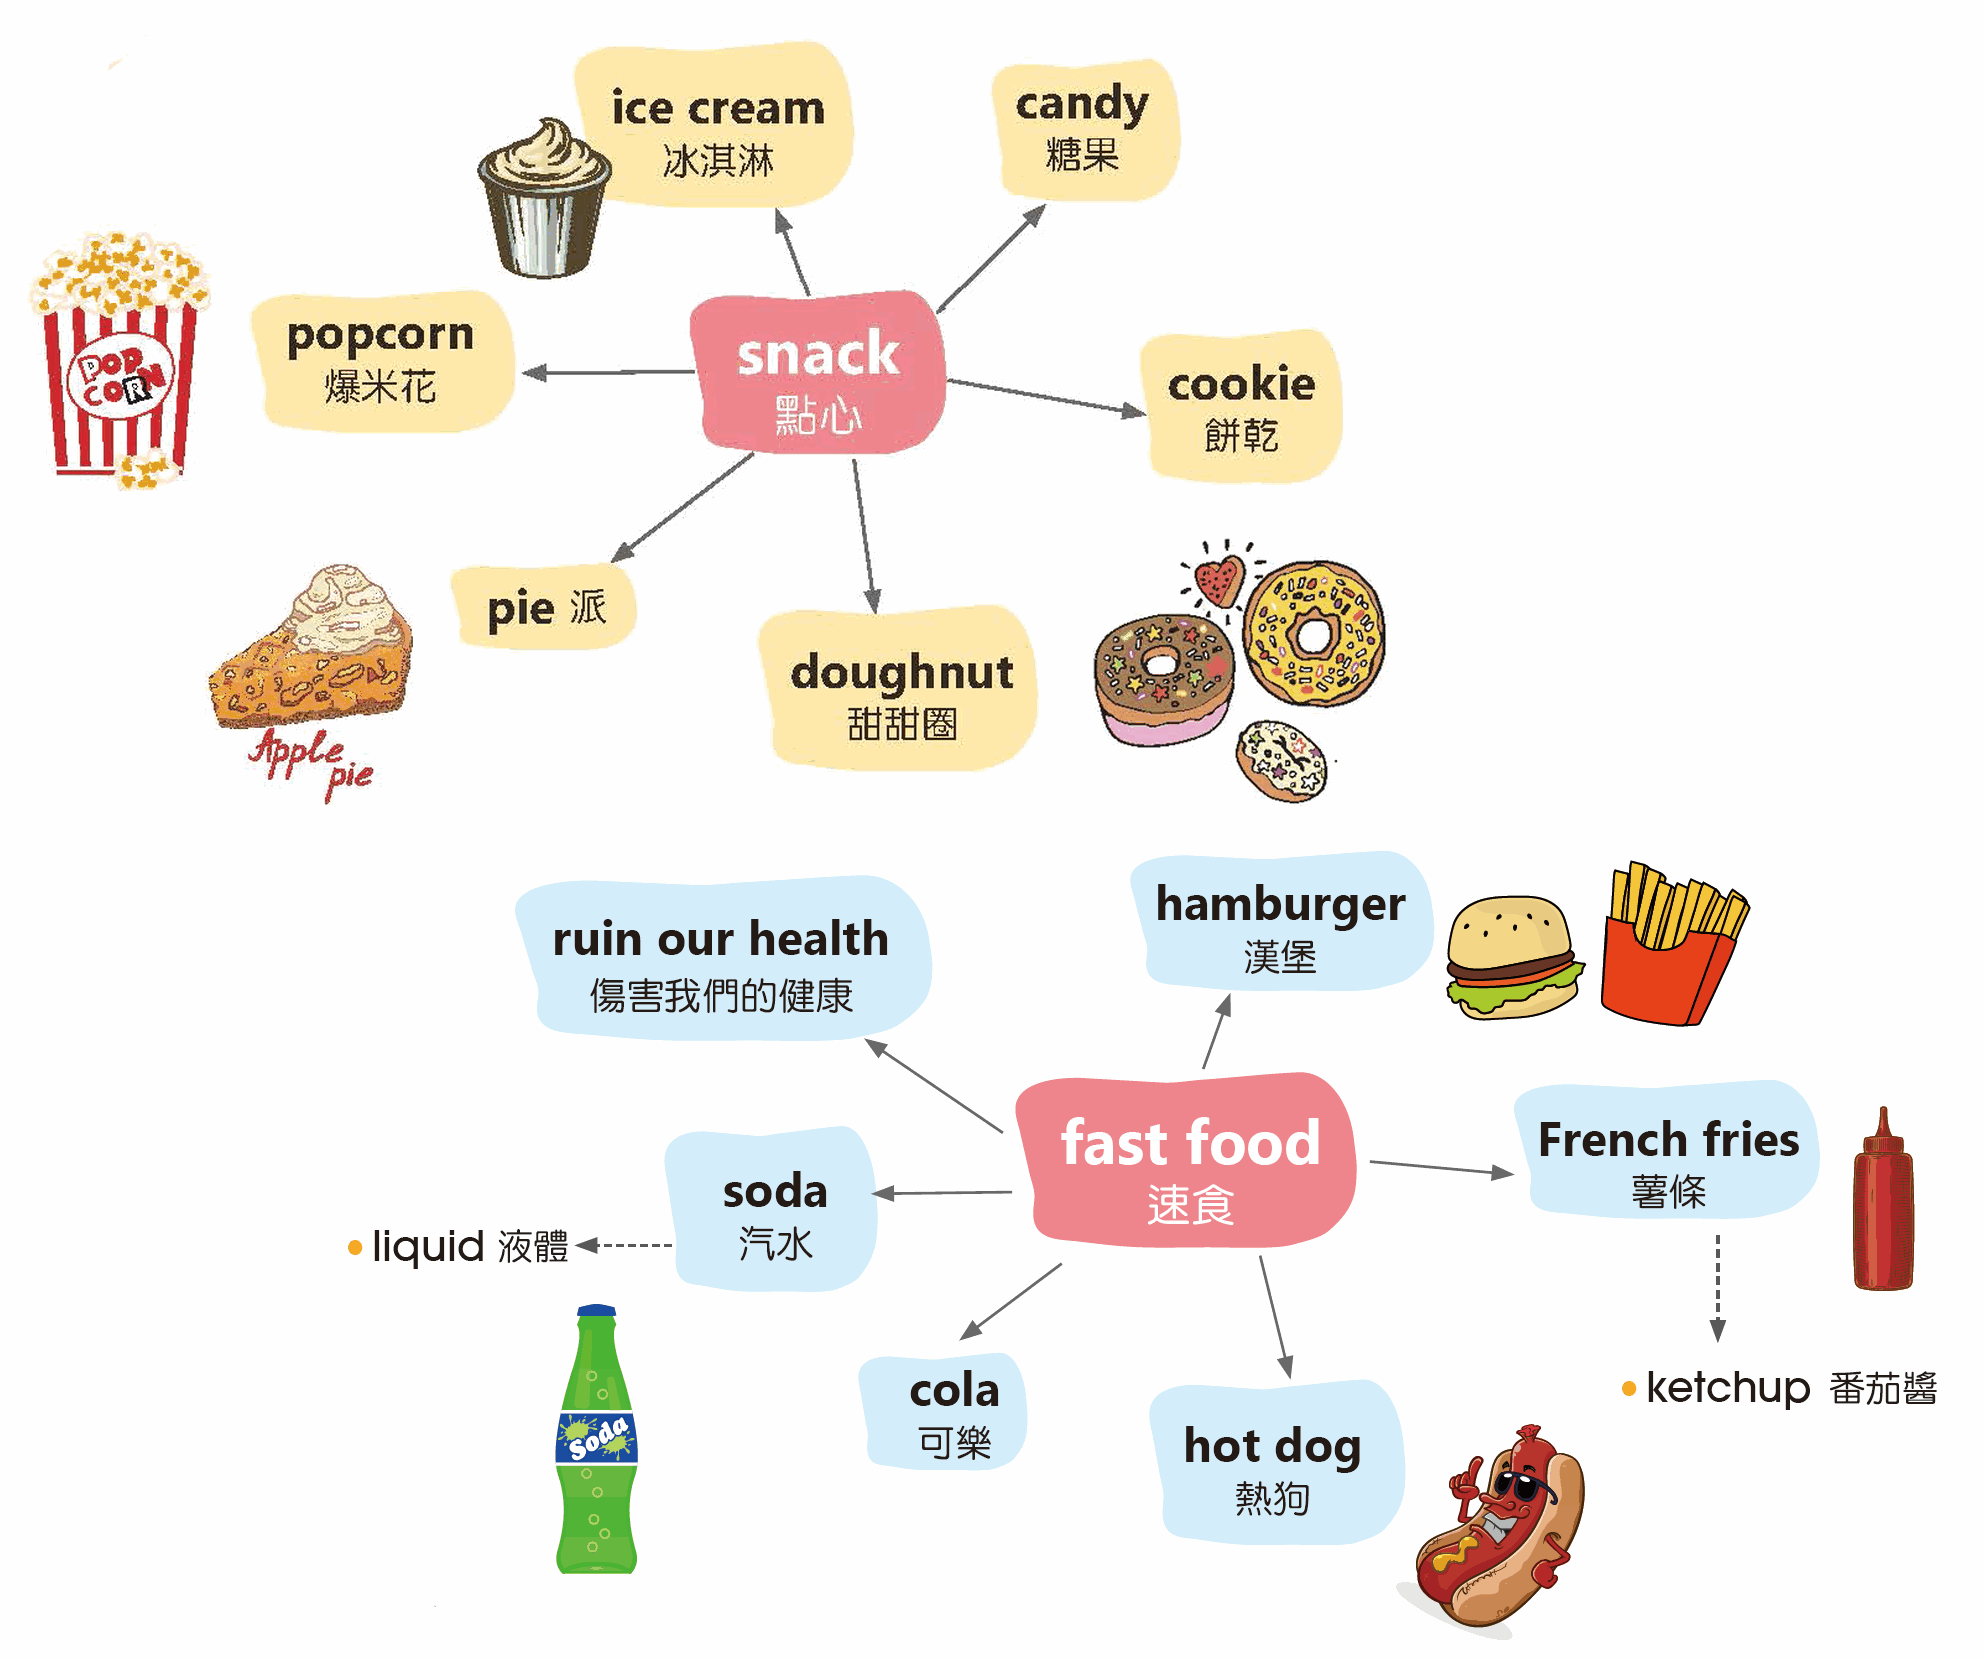 ice cream
冰淇淋
candy
糖果
popcorn
爆米花
POP
CORN
snack
點心
cookie
餅乾
pie 派
Apple
pie
doughnut
甜甜圈
ruin our health
傷害我們的健康
hamburger
漢堡
fast food
速食
French fries
薯條
soda
汽水
liquid 液體
Soda
cola
可樂
ketchup 番茄醬
hot dog
熱狗